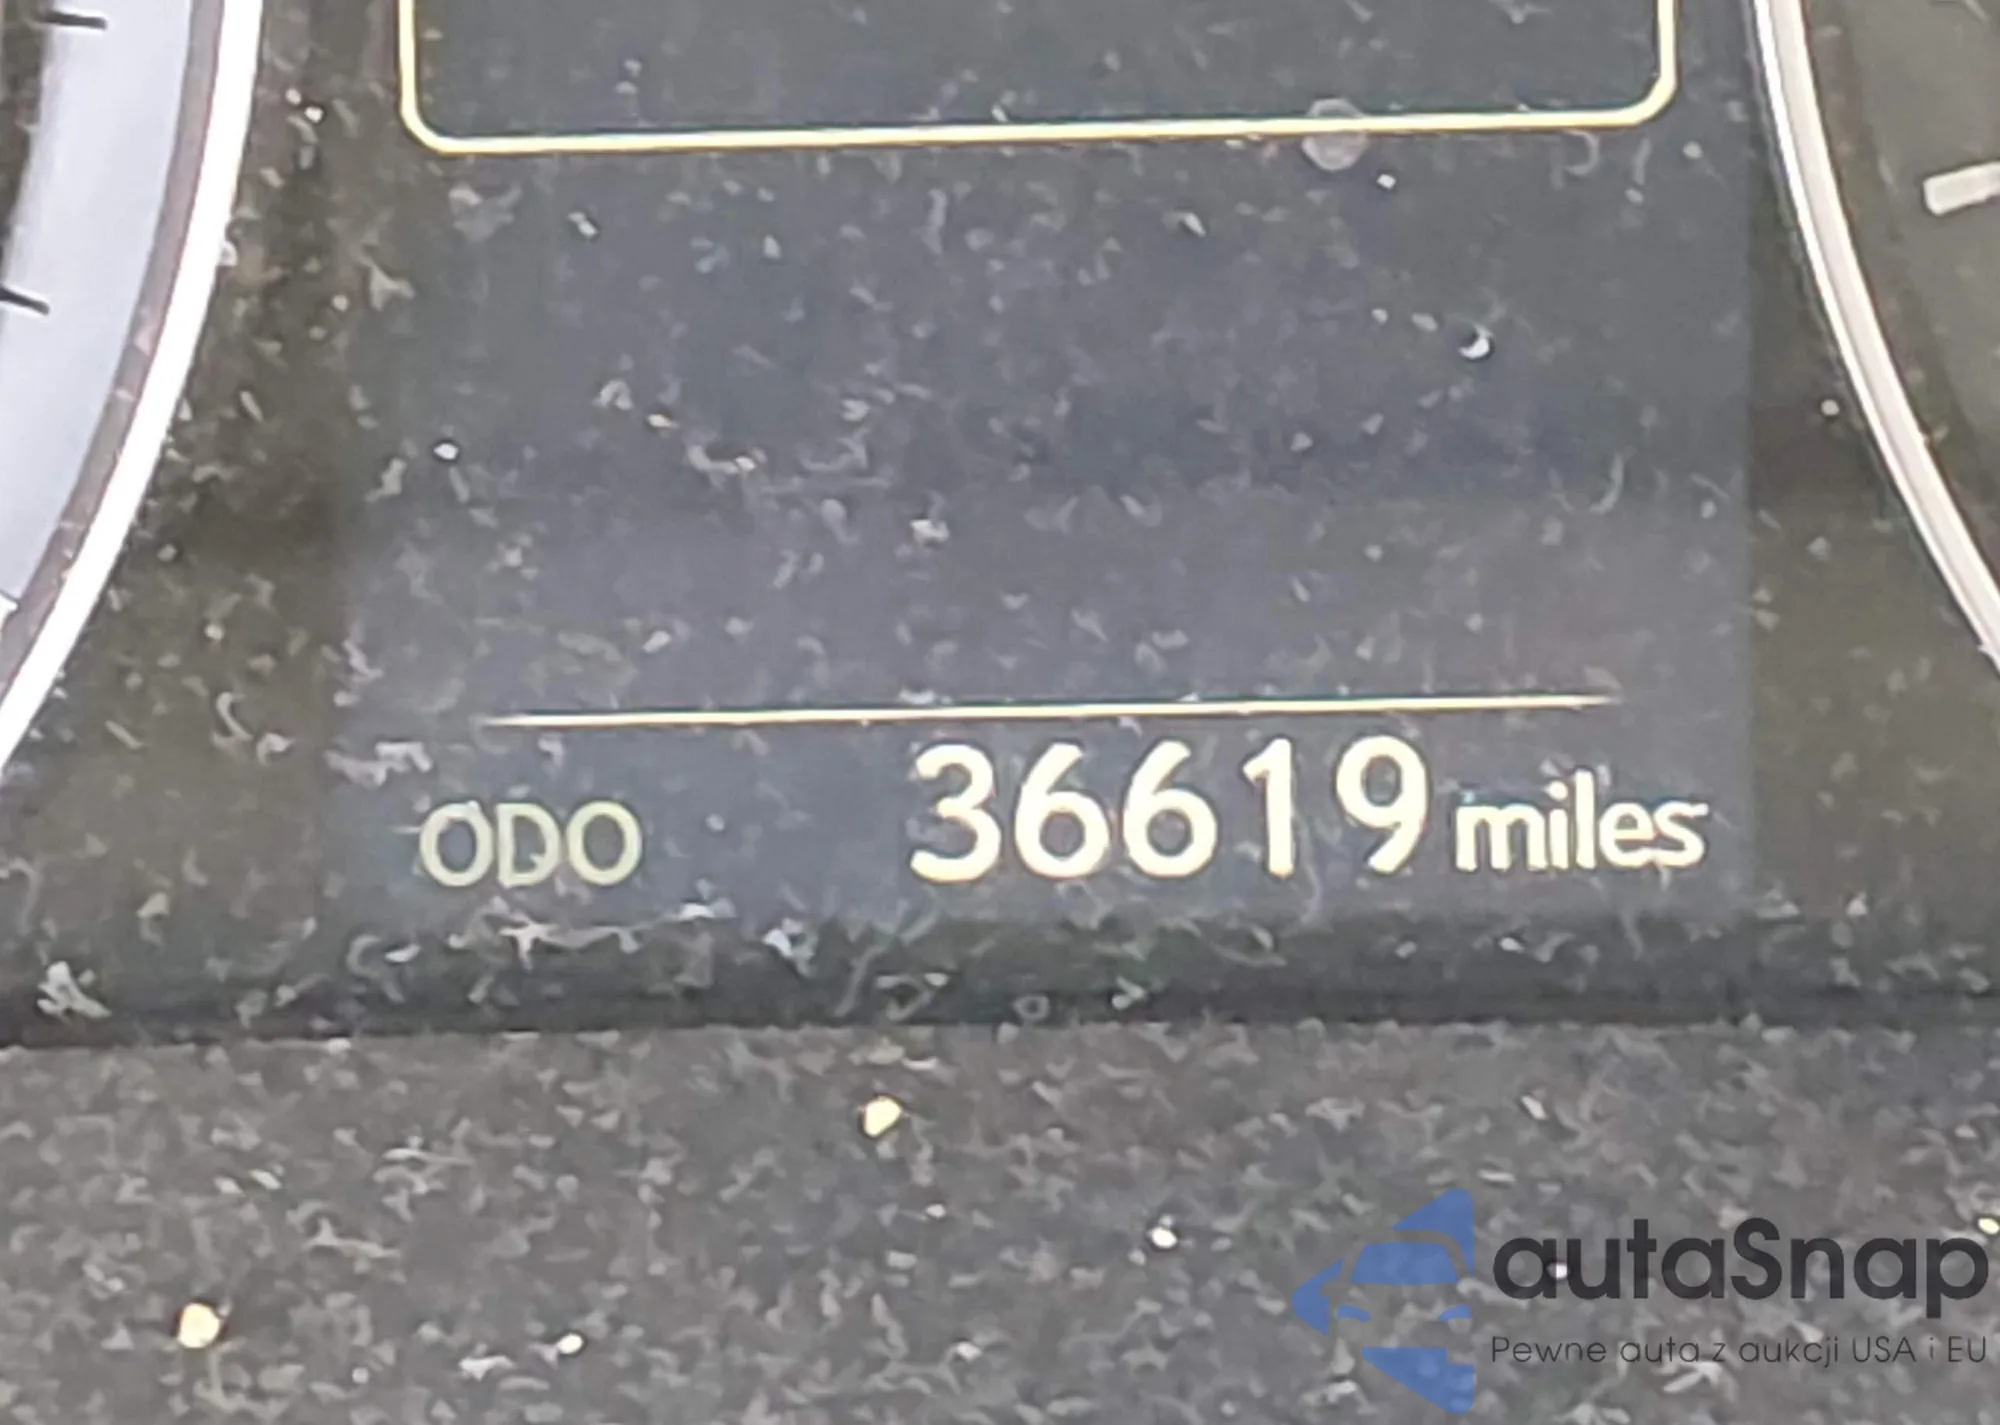 ODO 36619 miles
autaSnap
Pewne auta z aukcji USA i EU